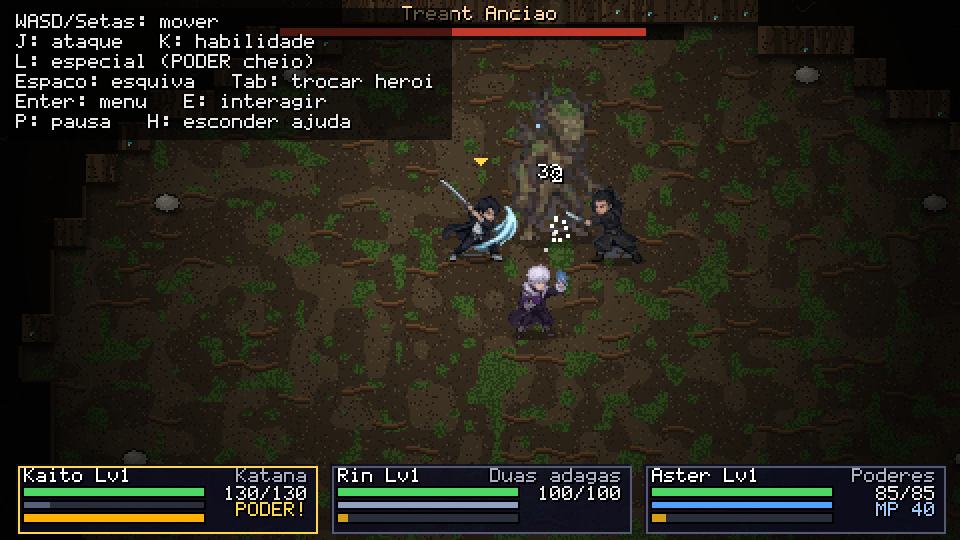 Treant Anciao
WASD/Setas: mover
J: ataque K: habilidade
L: especial (PODER cheio)
Espaco: esquiva Tab: trocar heroi
Enter: menu E: interagir
P: pausa H: esconder ajuda
Kaito Lv1 Katana
130/130
PODER!
Rin Lv1 Duas adagas
100/100
Aster Lv1 Poderes
85/85
MP 40